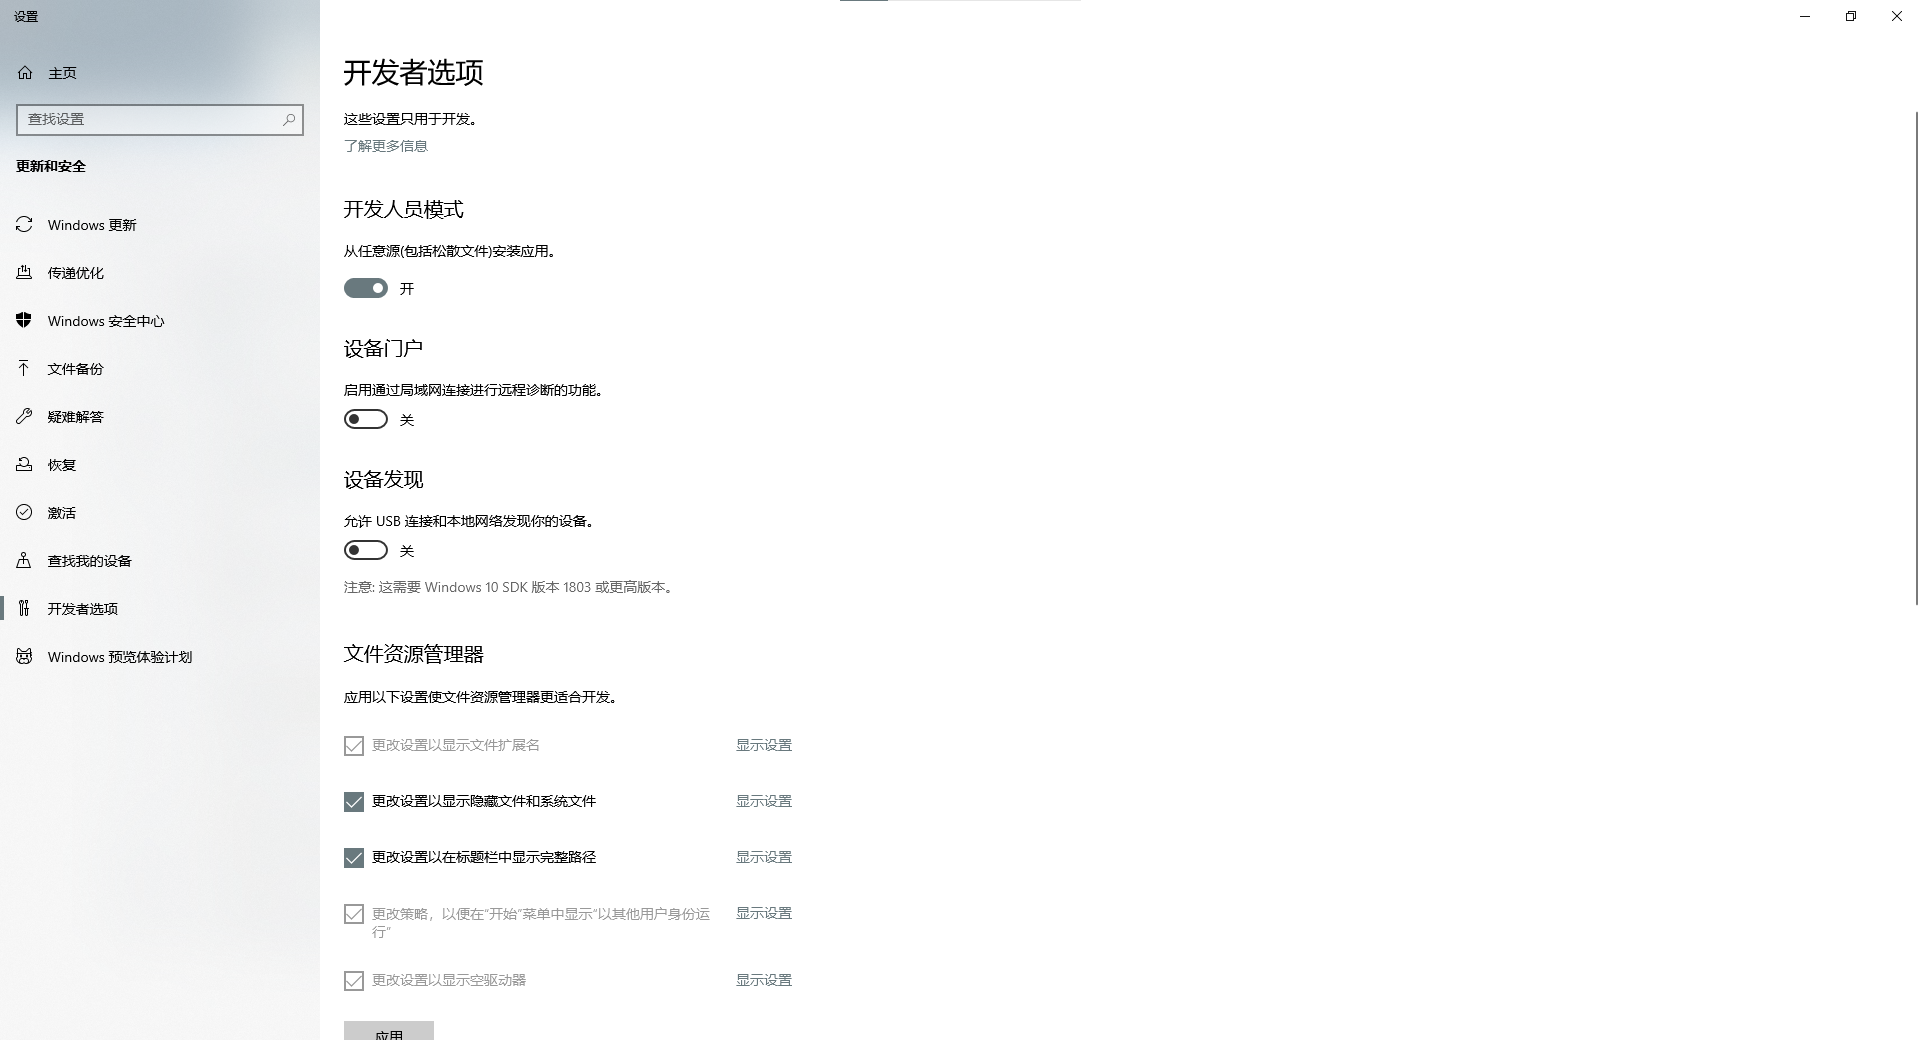 设置
主页
查找设置
更新和安全
Windows 更新
传递优化
Windows 安全中心
文件备份
疑难解答
恢复
激活
查找我的设备
开发者选项
Windows 预览体验计划
开发者选项
这些设置只用于开发。
了解更多信息
开发人员模式
从任意源(包括松散文件)安装应用。
开
设备门户
启用通过局域网连接进行远程诊断的功能。
关
设备发现
允许 USB 连接和本地网络发现你的设备。
关
注意: 这需要 Windows 10 SDK 版本 1803 或更高版本。
文件资源管理器
应用以下设置使文件资源管理器更适合开发。
更改设置以显示文件扩展名 显示设置
更改设置以显示隐藏文件和系统文件 显示设置
更改设置以在标题栏中显示完整路径 显示设置
更改策略，以便在"开始"菜单中显示"以其他用户身份运 显示设置
行"
更改设置以显示空驱动器 显示设置
应用